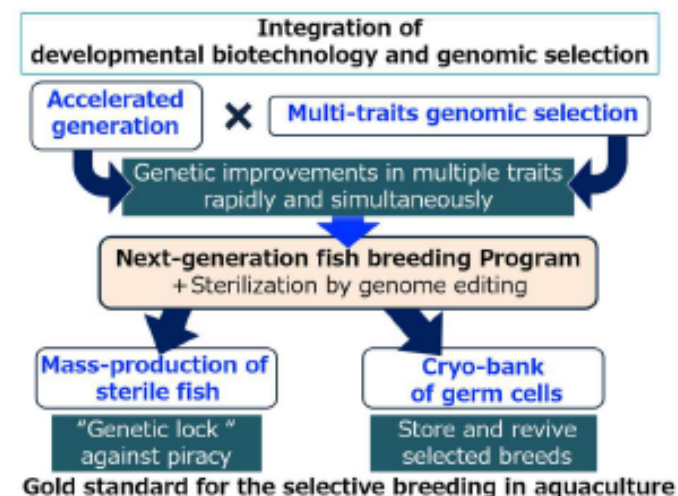 Integration of
developmental biotechnology and genomic selection
Accelerated
generation
×
Multi-traits genomic selection
Genetic improvements in multiple traits
rapidly and simultaneously
Next-generation fish breeding Program
+Sterilization by genome editing
Mass-production of
sterile fish
Cryo-bank
of germ cells
"Genetic lock "
against piracy
Store and revive
selected breeds
Gold standard for the selective breeding in aquaculture